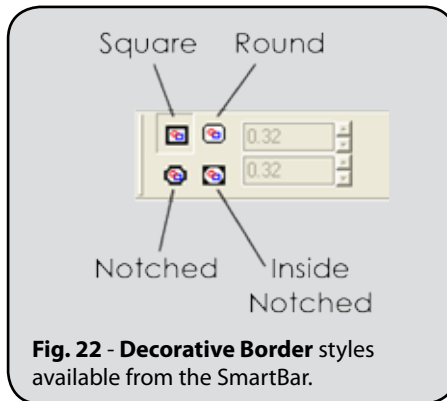 Square Round
0.32
0.32
Notched Inside
Notched
Fig. 22 - Decorative Border styles
available from the SmartBar.